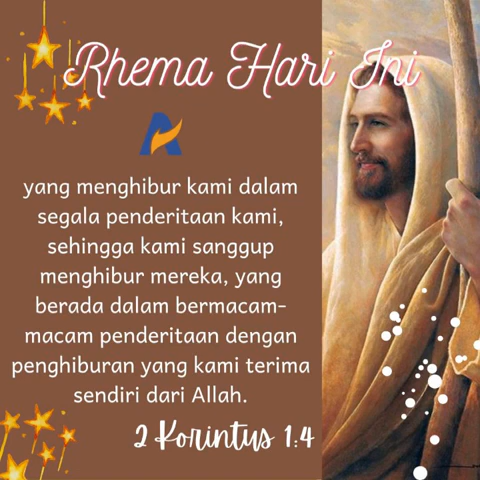 Rhema Hari Ini
yang menghibur kami dalam
segala penderitaan kami,
sehingga kami sanggup
menghibur mereka, yang
berada dalam bermacam-
macam penderitaan dengan
penghiburan yang kami terima
sendiri dari Allah.
2 Korintus 1:4